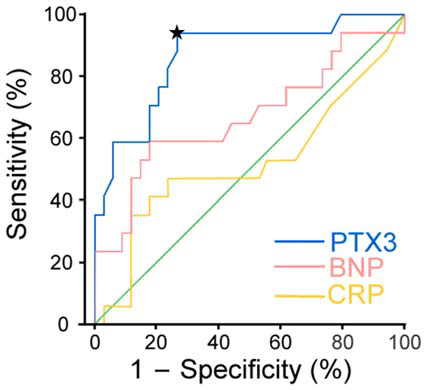 100
80
60
40
20
0
Sensitivity (%)
PTX3
BNP
CRP
0 20 40 60 80 100
1 – Specificity (%)